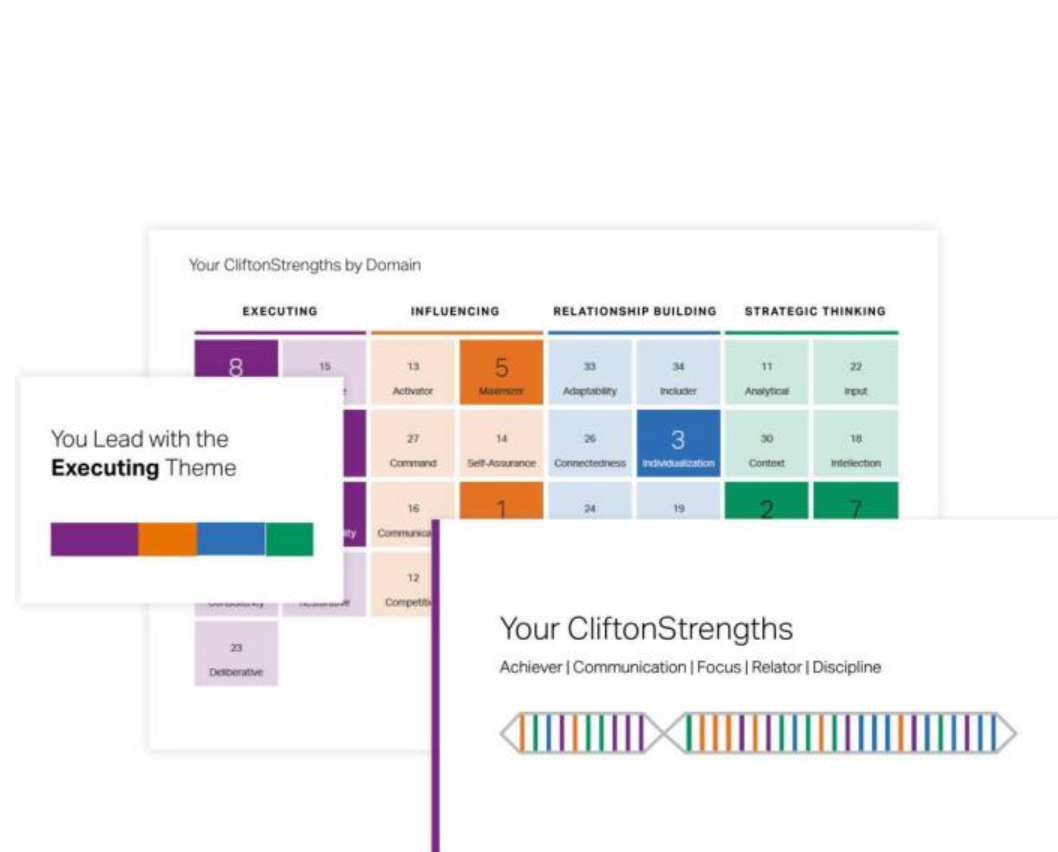 Your CliftonStrengths by Domain
EXECUTING INFLUENCING RELATIONSHIP BUILDING STRATEGIC THINKING
8 15 13 5 33 34 11 22
Activator Maximizer Adaptability Includer Analytical Input
27 14 26 3 30 18
Command Self-Assurance Connectedness Individualization Context Intellection
16 1 24 19 2 7
12
23
Deliberative
You Lead with the
Executing Theme
Your CliftonStrengths
Achiever | Communication | Focus | Relator | Discipline